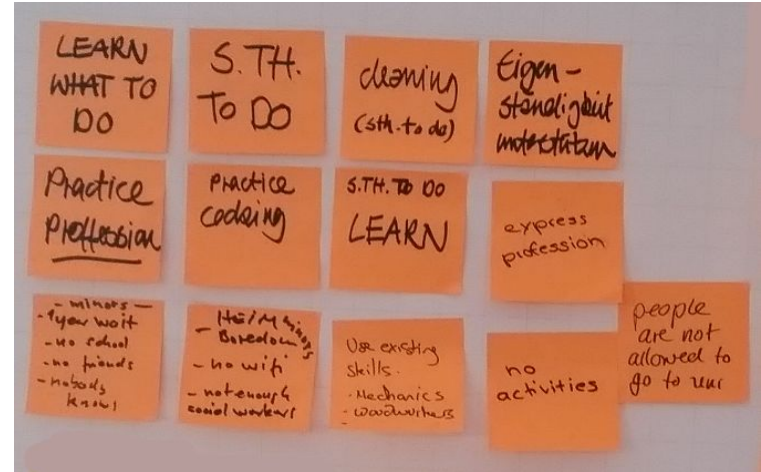 LEARN
WHAT TO
DO
S.TH.
TO DO
cleaning
(sth. to do)
Eigen-
standigkeit
Practice
Proffession
PRACTICE
cooking
S.TH. TO DO
LEARN
express
profession
- minors -
- 1 year wait
- no school
- no friends
- nobody
knows
- Boredom
- no wifi
- not enough
social workers
Use existing
skills.
- Mechanics
- Woodworkers
-
no
activities
people
are not
allowed to
go to uni